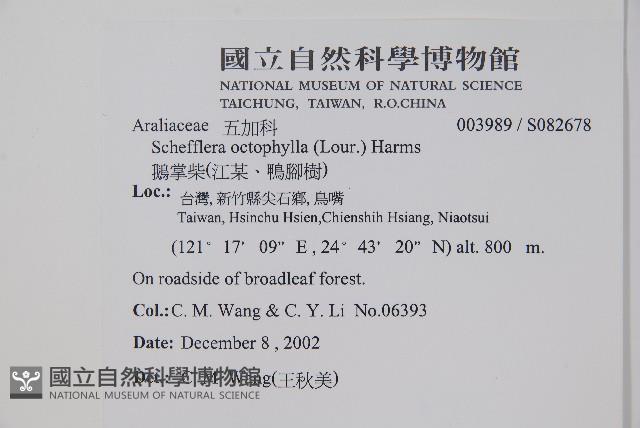 國立自然科學博物館
NATIONAL MUSEUM OF NATURAL SCIENCE
TAICHUNG, TAIWAN, R.O.CHINA
Araliaceae 五加科 003989 / S082678
Schefflera octophylla (Lour.) Harms
鵝掌柴(江某、鴨腳樹)
Loc.: 台灣, 新竹縣尖石鄉, 鳥嘴
Taiwan, Hsinchu Hsien,Chienshih Hsiang, Niaotsui
(121° 17' 09" E , 24° 43' 20" N) alt. 800 m.
On roadside of broadleaf forest.
Col.: C. M. Wang & C. Y. Li No.06393
Date: December 8 , 2002
Det.: C. M. Wang(王秋美)
國立自然科學博物館
NATIONAL MUSEUM OF NATURAL SCIENCE